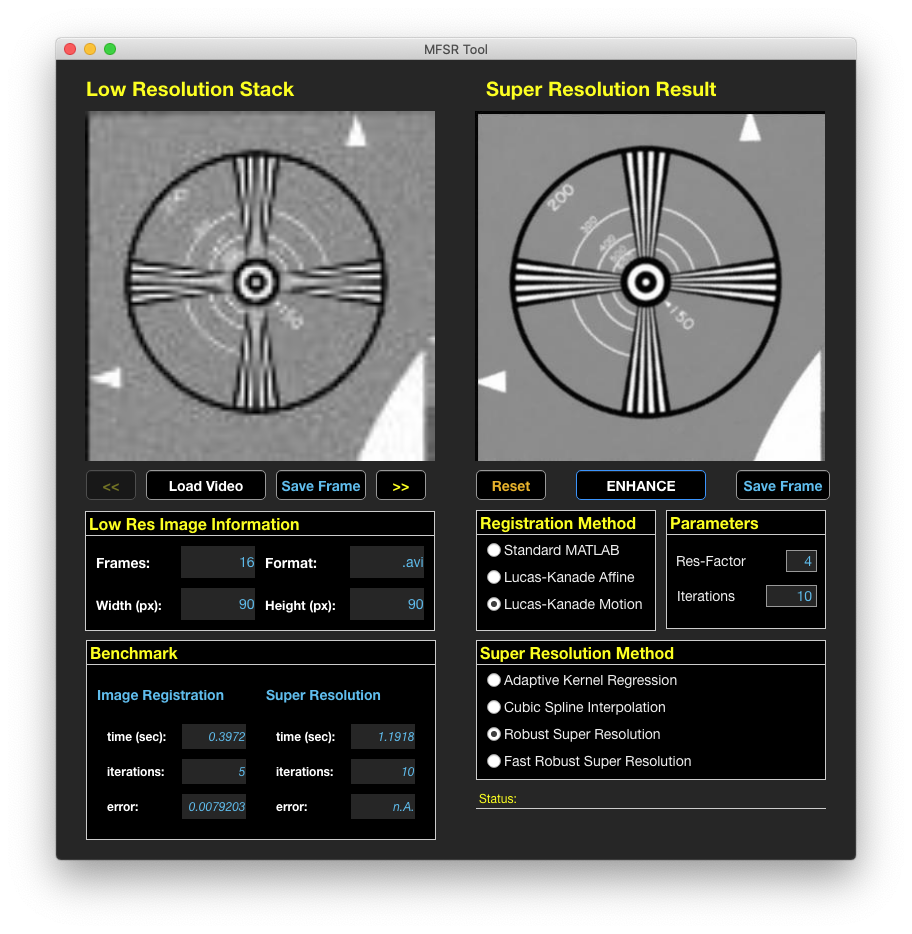 MFSR Tool
Low Resolution Stack
Super Resolution Result
150
200
300
400
500
150
<<
Load Video
Save Frame
>>
Reset
ENHANCE
Save Frame
Low Res Image Information
Frames: 16 Format: .avi
Width (px): 90 Height (px): 90
Registration Method
Standard MATLAB
Lucas-Kanade Affine
Lucas-Kanade Motion
Parameters
Res-Factor 4
Iterations 10
Benchmark
Image Registration Super Resolution
time (sec): 0.3972 time (sec): 1.1918
iterations: 5 iterations: 10
error: 0.0079203 error: n.A.
Super Resolution Method
Adaptive Kernel Regression
Cubic Spline Interpolation
Robust Super Resolution
Fast Robust Super Resolution
Status: